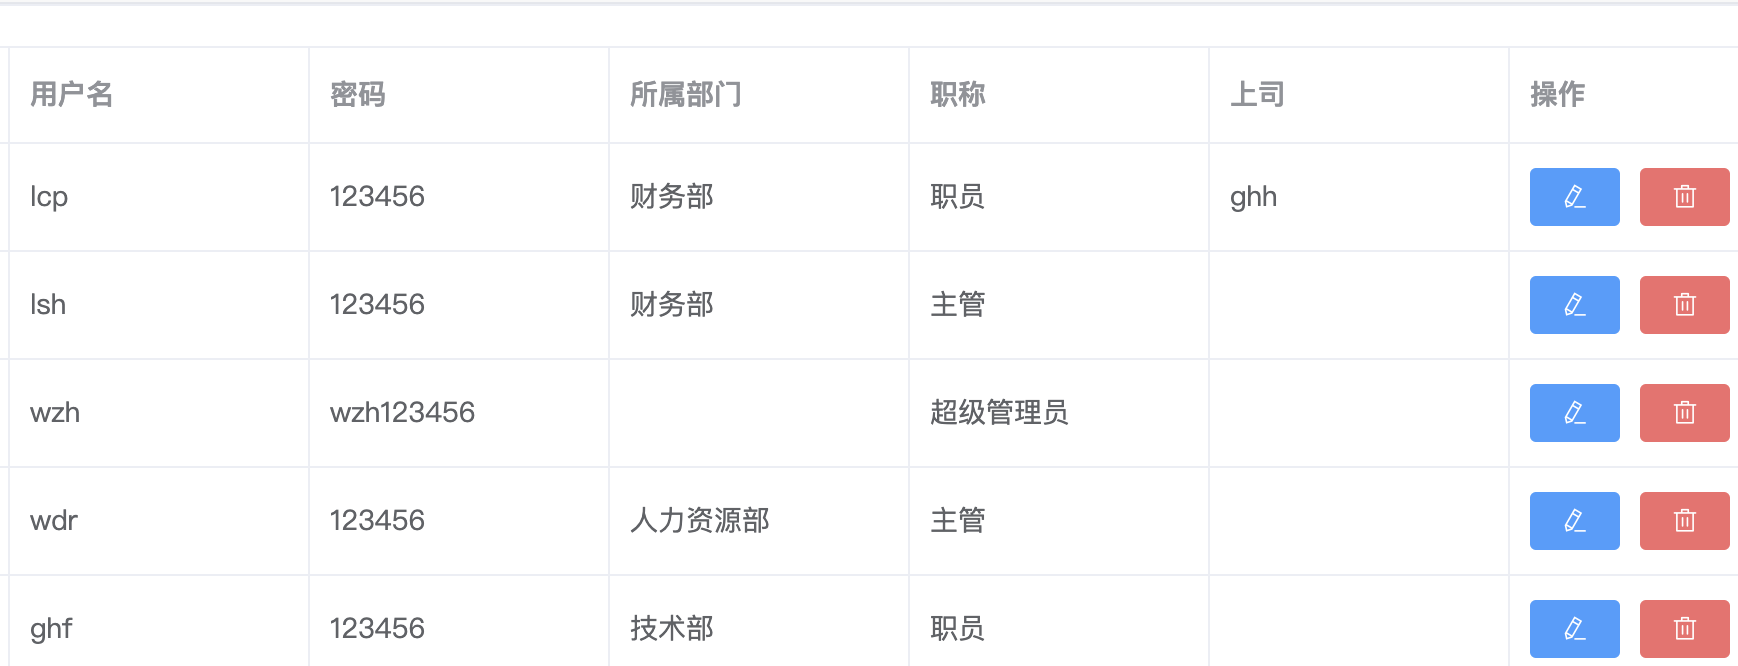 用户名 密码 所属部门 职称 上司 操作
lcp 123456 财务部 职员 ghh
lsh 123456 财务部 主管
wzh wzh123456 超级管理员
wdr 123456 人力资源部 主管
ghf 123456 技术部 职员